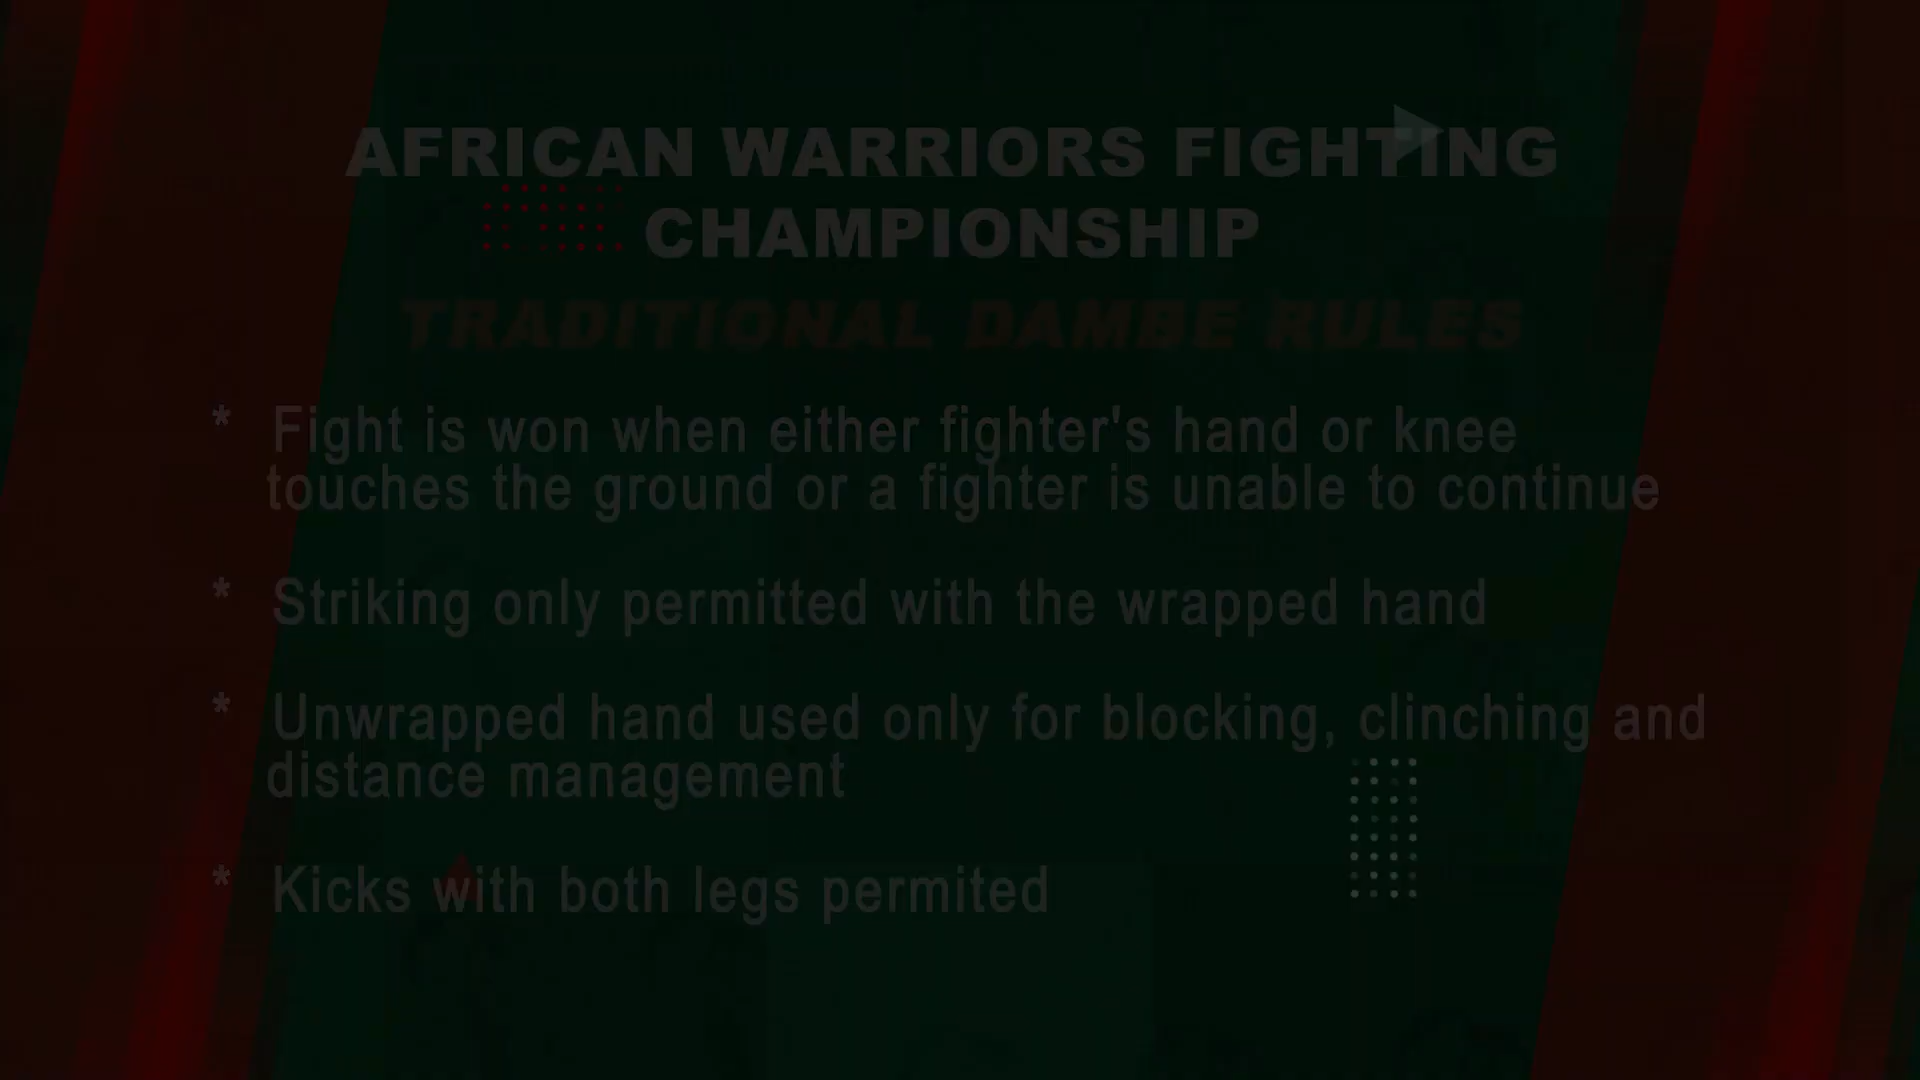 AFRICAN WARRIORS FIGHTING
CHAMPIONSHIP
TRADITIONAL DAMBE RULES
* Fight is won when either fighter's hand or knee
touches the ground or a fighter is unable to continue
* Striking only permitted with the wrapped hand
* Unwrapped hand used only for blocking, clinching and
distance management
* Kicks with both legs permited